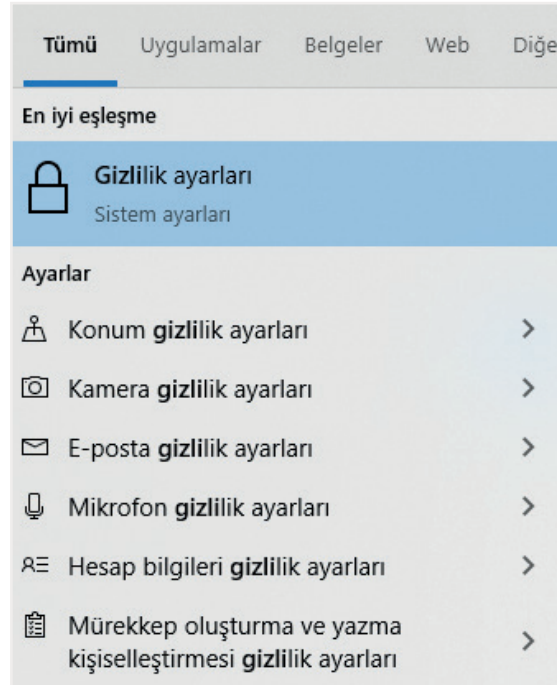 Tümü Uygulamalar Belgeler Web Diğe
En iyi eşleşme
Gizlilik ayarları
Sistem ayarları
Ayarlar
Konum gizlilik ayarları
Kamera gizlilik ayarları
E-posta gizlilik ayarları
Mikrofon gizlilik ayarları
Hesap bilgileri gizlilik ayarları
Mürekkep oluşturma ve yazma
kişiselleştirmesi gizlilik ayarları